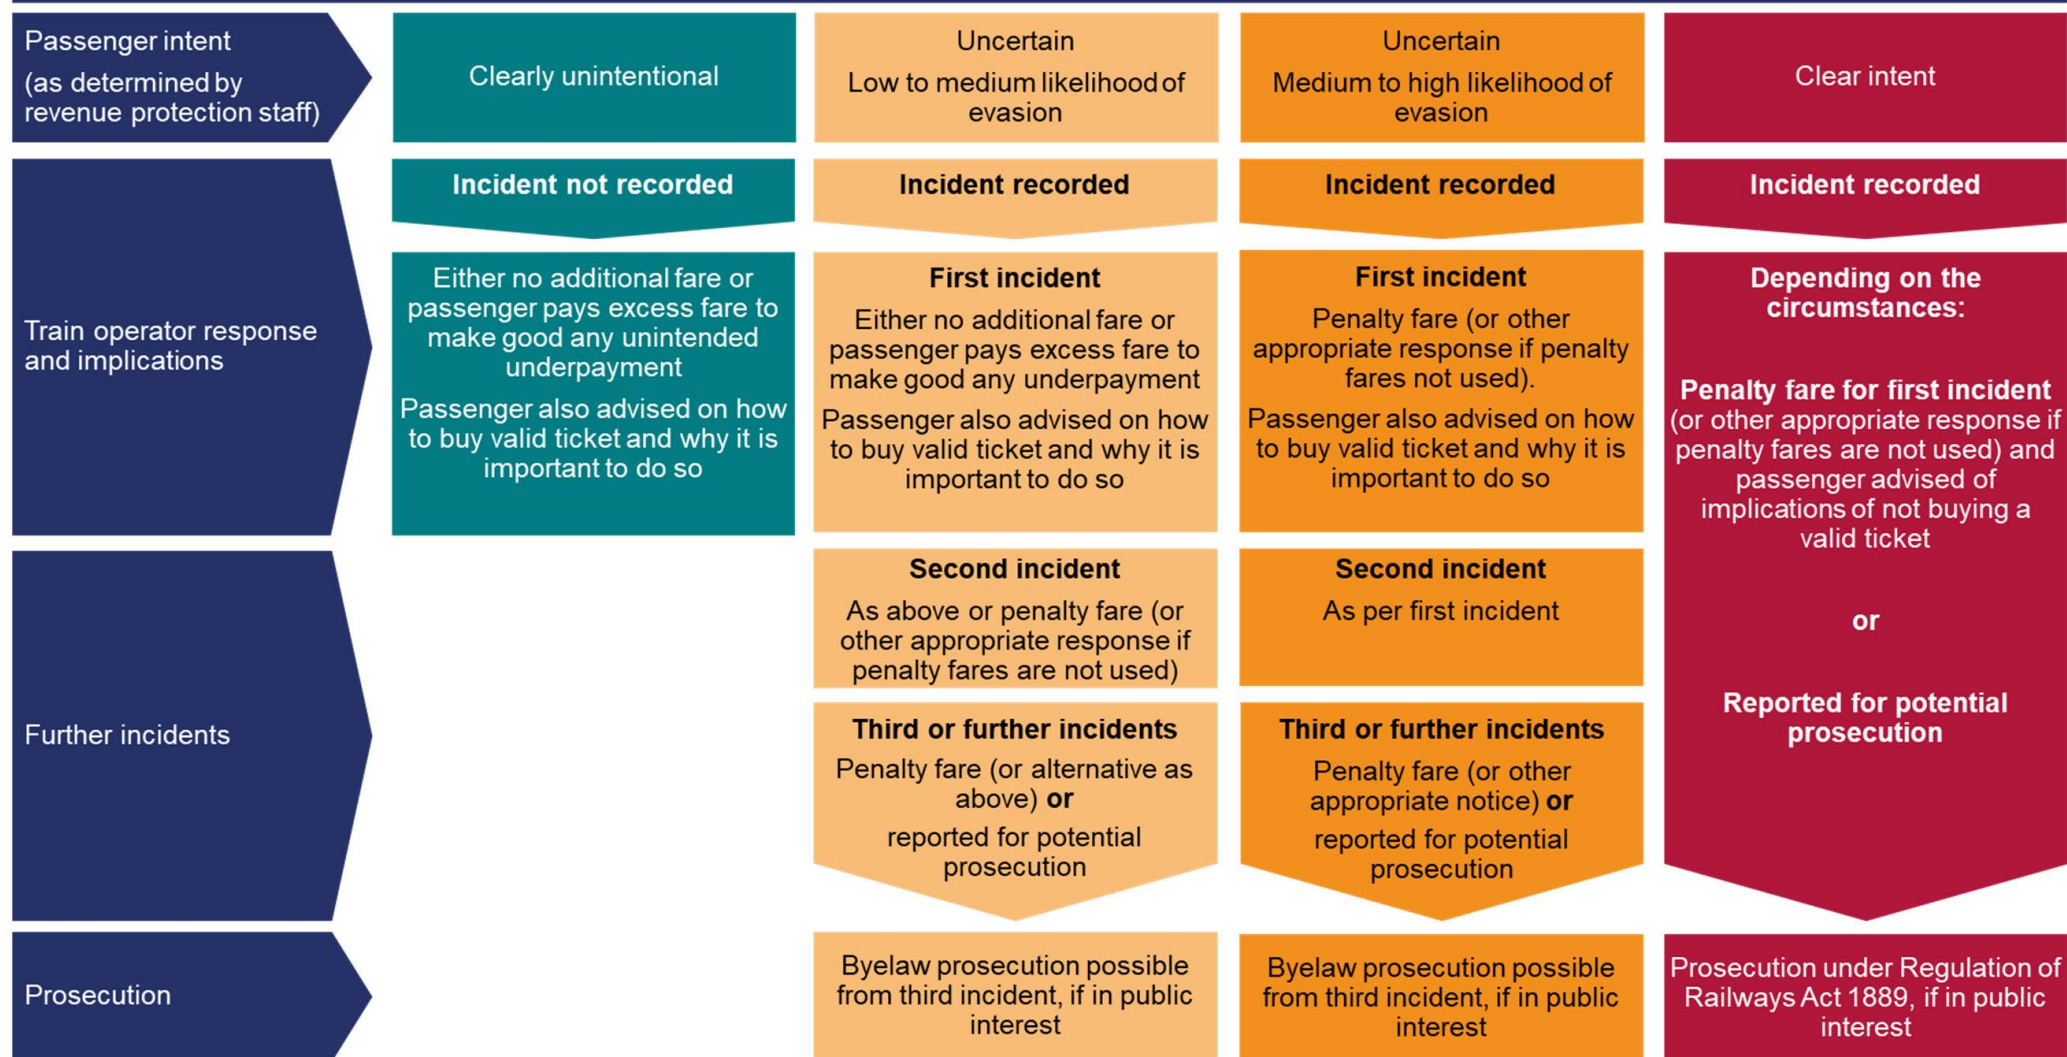 Passenger intent
(as determined by
revenue protection staff)
Clearly unintentional
Uncertain
Low to medium likelihood of
evasion
Uncertain
Medium to high likelihood of
evasion
Clear intent
Train operator response
and implications
Incident not recorded
Either no additional fare or
passenger pays excess fare to
make good any unintended
underpayment
Passenger also advised on how
to buy valid ticket and why it is
important to do so
Incident recorded
First incident
Either no additional fare or
passenger pays excess fare to
make good any underpayment
Passenger also advised on how
to buy valid ticket and why it is
important to do so
Incident recorded
First incident
Penalty fare (or other
appropriate response if penalty
fares not used).
Passenger also advised on how
to buy valid ticket and why it is
important to do so
Incident recorded
Depending on the
circumstances:
Penalty fare for first incident
(or other appropriate response if
penalty fares are not used) and
passenger advised of
implications of not buying a
valid ticket
or
Reported for potential
prosecution
Further incidents
Second incident
As above or penalty fare (or
other appropriate response if
penalty fares are not used)
Third or further incidents
Penalty fare (or alternative as
above) or
reported for potential
prosecution
Second incident
As per first incident
Third or further incidents
Penalty fare (or other
appropriate notice) or
reported for potential
prosecution
Prosecution
Byelaw prosecution possible
from third incident, if in public
interest
Byelaw prosecution possible
from third incident, if in public
interest
Prosecution under Regulation of
Railways Act 1889, if in public
interest